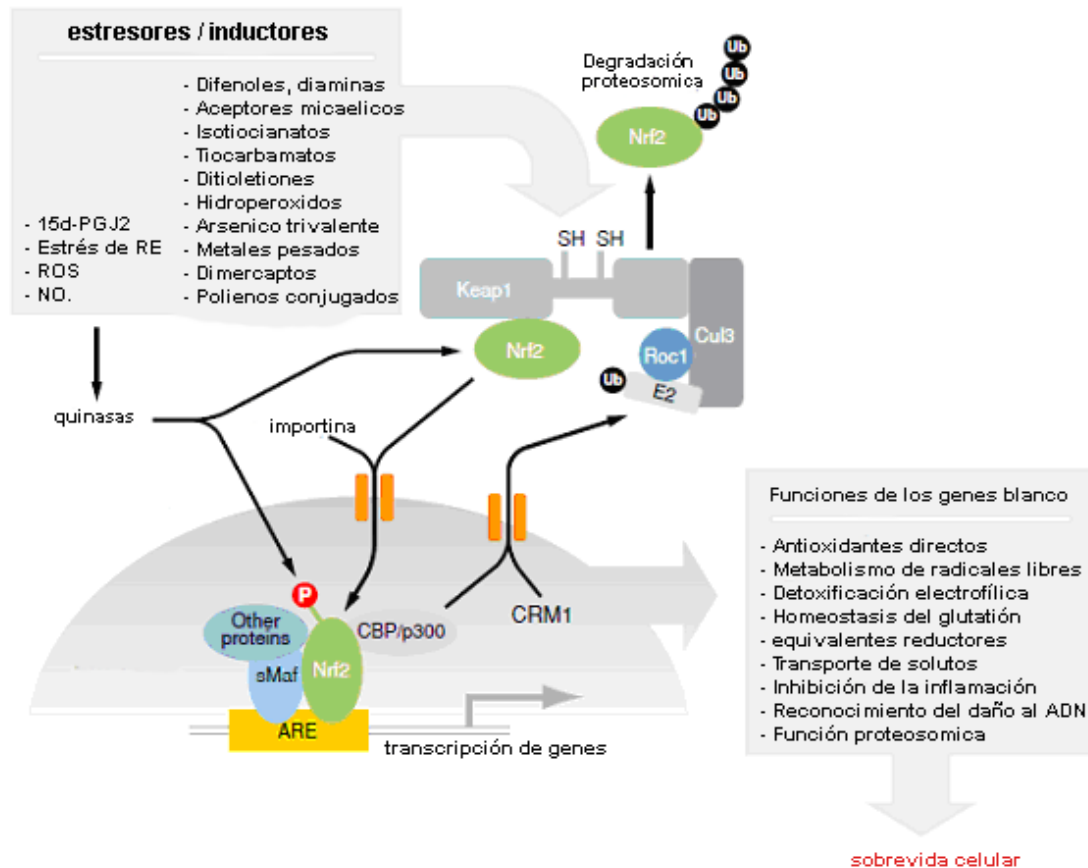 estresores / inductores
- 15d-PGJ2
- Estrés de RE
- ROS
- NO.
- Difenoles, diaminas
- Aceptores micaelicos
- Isotiocianatos
- Tiocarbamatos
- Ditioletiones
- Hidroperoxidos
- Arsenico trivalente
- Metales pesados
- Dimercaptos
- Polienos conjugados
Degradación
proteosomica
Ub
Ub
Ub
Ub
Nrf2
SH SH
Keap1
Nrf2
Cul3
Roc1
Ub
E2
quinasas
importina
P
Other
proteins
sMaf
Nrf2
CBP/p300
CRM1
ARE
transcripción de genes
Funciones de los genes blanco
- Antioxidantes directos
- Metabolismo de radicales libres
- Detoxificación electrofílica
- Homeostasis del glutatión
- equivalentes reductores
- Transporte de solutos
- Inhibición de la inflamación
- Reconocimiento del daño al ADN
- Función proteosomica
sobrevida celular